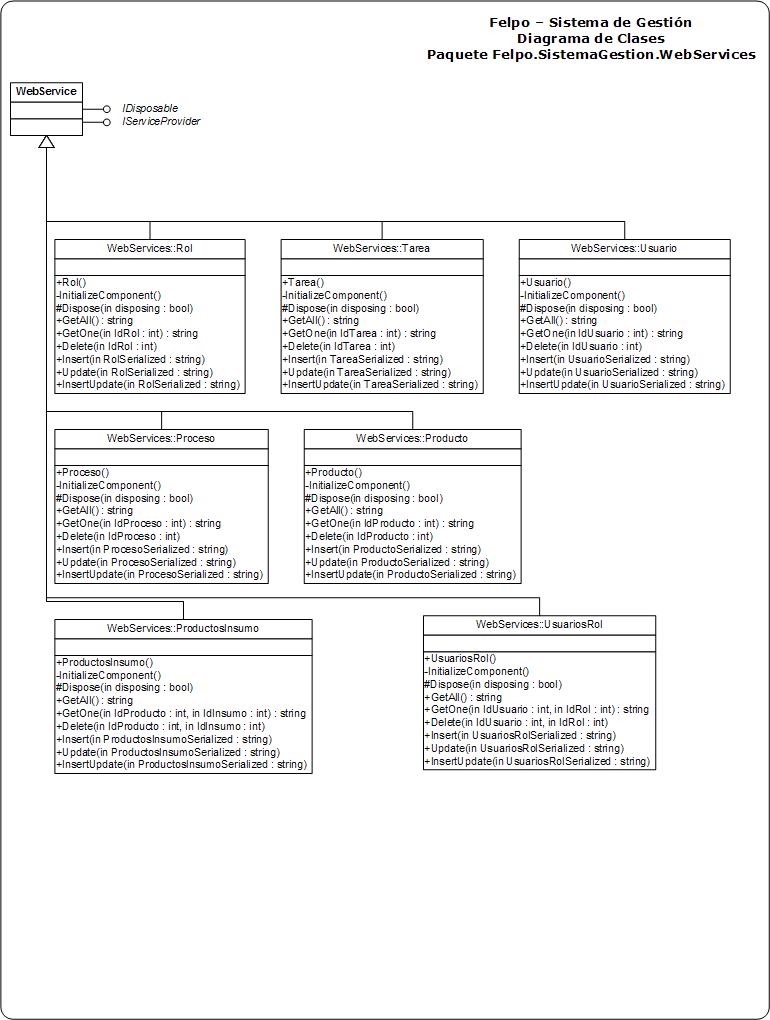 Felpo – Sistema de Gestión
Diagrama de Clases
Paquete Felpo.SistemaGestion.WebServices
WebService
IDisposable
IServiceProvider
WebServices::Rol
+Rol()
-InitializeComponent()
#Dispose(in disposing : bool)
+GetAll() : string
+GetOne(in IdRol : int) : string
+Delete(in IdRol : int)
+Insert(in RolSerialized : string)
+Update(in RolSerialized : string)
+InsertUpdate(in RolSerialized : string)
WebServices::Tarea
+Tarea()
-InitializeComponent()
#Dispose(in disposing : bool)
+GetAll() : string
+GetOne(in IdTarea : int) : string
+Delete(in IdTarea : int)
+Insert(in TareaSerialized : string)
+Update(in TareaSerialized : string)
+InsertUpdate(in TareaSerialized : string)
WebServices::Usuario
+Usuario()
-InitializeComponent()
#Dispose(in disposing : bool)
+GetAll() : string
+GetOne(in IdUsuario : int) : string
+Delete(in IdUsuario : int)
+Insert(in UsuarioSerialized : string)
+Update(in UsuarioSerialized : string)
+InsertUpdate(in UsuarioSerialized : string)
WebServices::Proceso
+Proceso()
-InitializeComponent()
#Dispose(in disposing : bool)
+GetAll() : string
+GetOne(in IdProceso : int) : string
+Delete(in IdProceso : int)
+Insert(in ProcesoSerialized : string)
+Update(in ProcesoSerialized : string)
+InsertUpdate(in ProcesoSerialized : string)
WebServices::Producto
+Producto()
-InitializeComponent()
#Dispose(in disposing : bool)
+GetAll() : string
+GetOne(in IdProducto : int) : string
+Delete(in IdProducto : int)
+Insert(in ProductoSerialized : string)
+Update(in ProductoSerialized : string)
+InsertUpdate(in ProductoSerialized : string)
WebServices::ProductosInsumo
+ProductosInsumo()
-InitializeComponent()
#Dispose(in disposing : bool)
+GetAll() : string
+GetOne(in IdProducto : int, in IdInsumo : int) : string
+Delete(in IdProducto : int, in IdInsumo : int)
+Insert(in ProductosInsumoSerialized : string)
+Update(in ProductosInsumoSerialized : string)
+InsertUpdate(in ProductosInsumoSerialized : string)
WebServices::UsuariosRol
+UsuariosRol()
-InitializeComponent()
#Dispose(in disposing : bool)
+GetAll() : string
+GetOne(in IdUsuario : int, in IdRol : int) : string
+Delete(in IdUsuario : int, in IdRol : int)
+Insert(in UsuariosRolSerialized : string)
+Update(in UsuariosRolSerialized : string)
+InsertUpdate(in UsuariosRolSerialized : string)